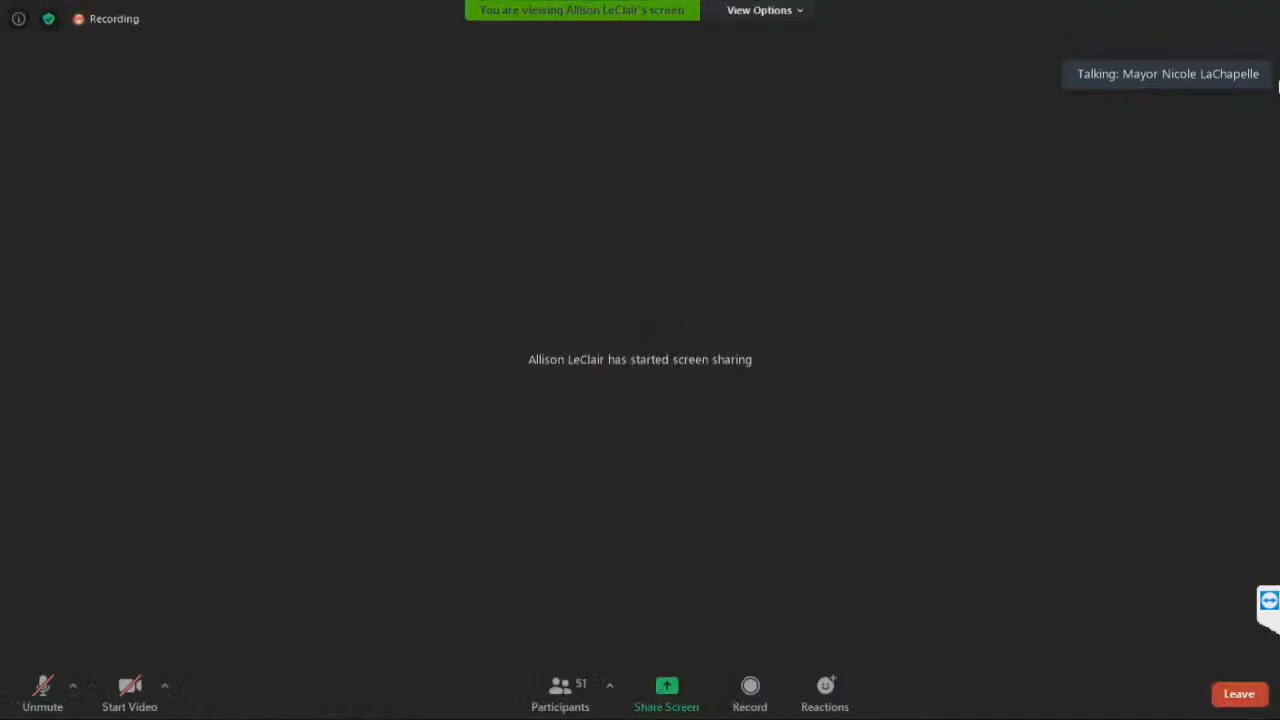 Recording
You are viewing Allison LeClair's screen
View Options
Talking: Mayor Nicole LaChapelle
Allison LeClair has started screen sharing
51
Unmute
Start Video
Participants
Share Screen
Record
Reactions
Leave